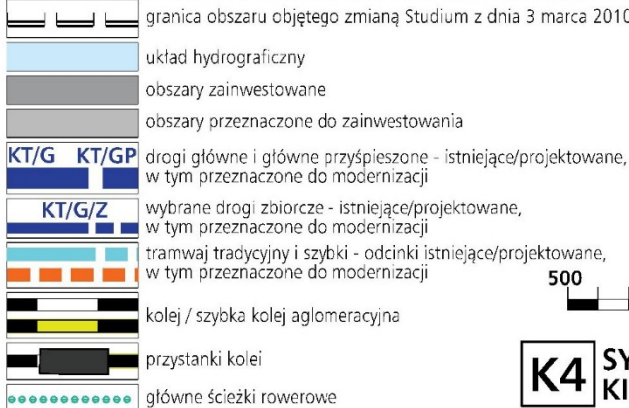 granica obszaru objętego zmianą Studium z dnia 3 marca 2010
układ hydrograficzny
obszary zainwestowane
obszary przeznaczone do zainwestowania
KT/G KT/GP drogi główne i główne przyśpieszone - istniejące/projektowane,
w tym przeznaczone do modernizacji
KT/G/Z wybrane drogi zbiorcze - istniejące/projektowane,
w tym przeznaczone do modernizacji
tramwaj tradycyjny i szybki - odcinki istniejące/projektowane,
w tym przeznaczone do modernizacji
500
kolej / szybka kolej aglomeracyjna
przystanki kolei
K4 SY
KI
główne ścieżki rowerowe